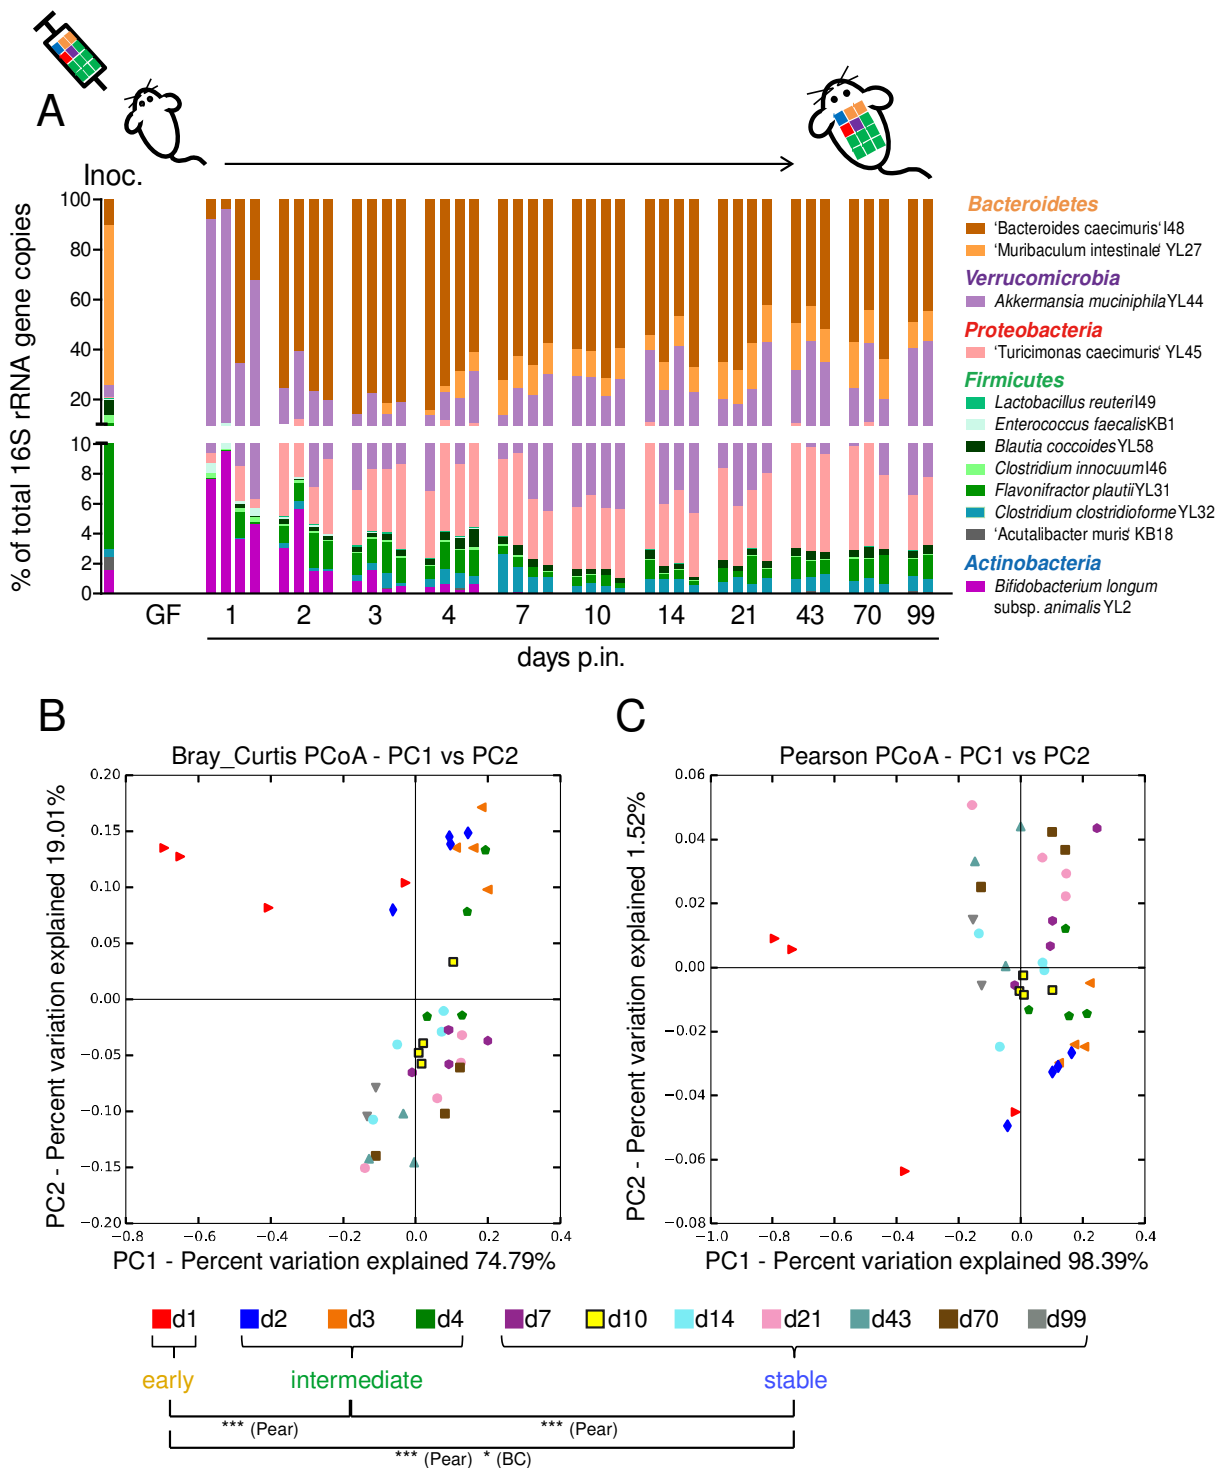 A
Inoc.
% of total 16S rRNA gene copies
100
80
60
40
20
10
8
6
4
2
0
GF 1 2 3 4 7 10 14 21 43 70 99
days p.in.
Bacteroidetes
'Bacteroides caecimuris' I48
'Muribaculum intestinale' YL27
Verrucomicrobia
Akkermansia muciniphila YL44
Proteobacteria
'Turicimonas caecimuris' YL45
Firmicutes
Lactobacillus reuteri I49
Enterococcus faecalis KB1
Blautia coccoides YL58
Clostridium innocuum I46
Flavonifractor plautii YL31
Clostridium clostridioforme YL32
'Acutalibacter muris' KB18
Actinobacteria
Bifidobacterium longum
subsp. animalis YL2
B
Bray_Curtis PCoA - PC1 vs PC2
PC2 - Percent variation explained 19.01%
0.20
0.15
0.10
0.05
0.00
−0.05
−0.10
−0.15
−0.20
−0.8 −0.6 −0.4 −0.2 0.0 0.2 0.4
PC1 - Percent variation explained 74.79%
C
Pearson PCoA - PC1 vs PC2
PC2 - Percent variation explained 1.52%
0.06
0.04
0.02
0.00
−0.02
−0.04
−0.06
−0.08
−1.0 −0.8 −0.6 −0.4 −0.2 0.0 0.2 0.4
PC1 - Percent variation explained 98.39%
d1 d2 d3 d4 d7 d10 d14 d21 d43 d70 d99
early intermediate stable
*** (Pear) *** (Pear)
*** (Pear) * (BC)